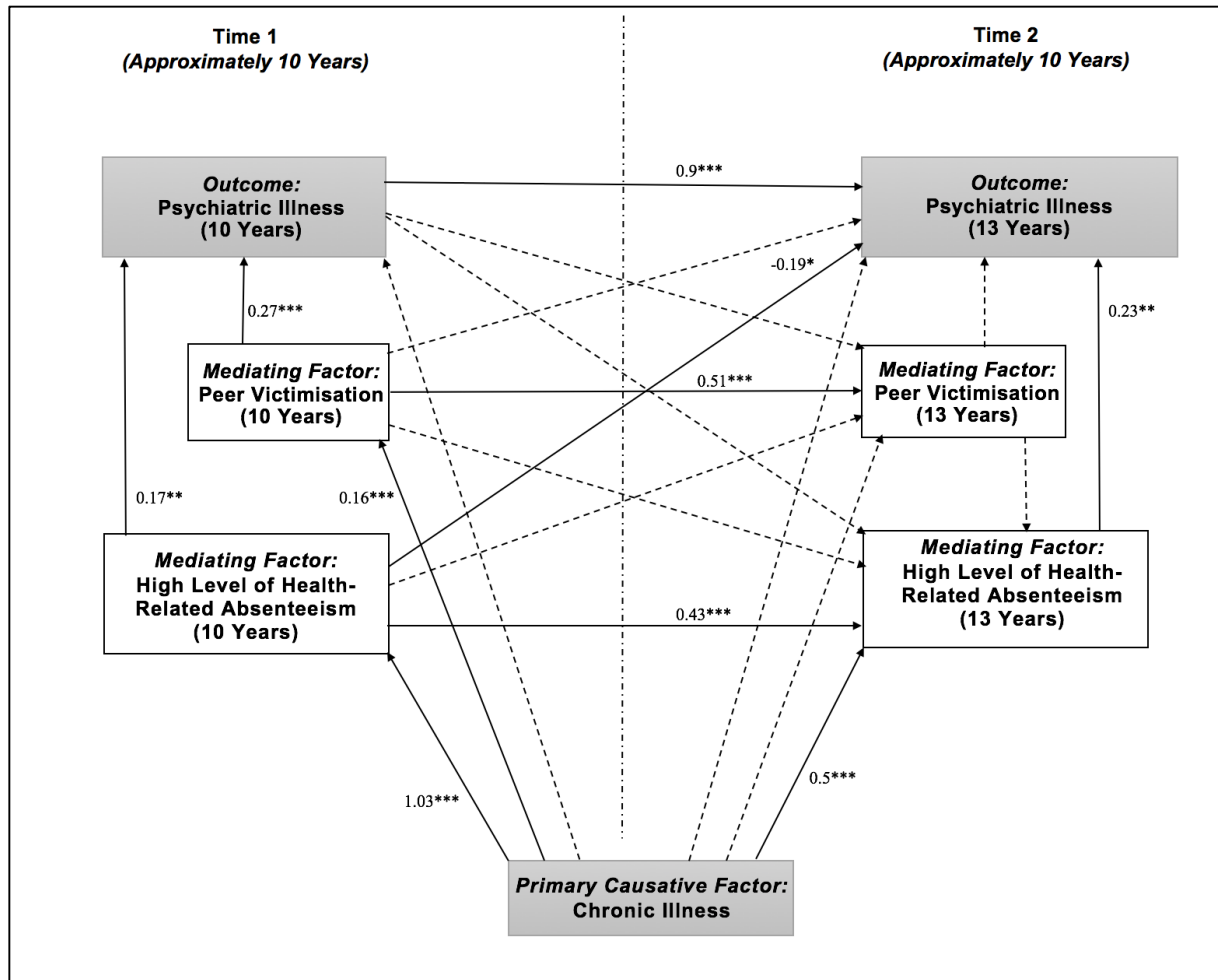 Time 1
(Approximately 10 Years)
Time 2
(Approximately 10 Years)
Outcome:
Psychiatric Illness
(10 Years)
0.9***
Outcome:
Psychiatric Illness
(13 Years)
-0.19*
0.27***
0.23**
Mediating Factor:
Peer Victimisation
(10 Years)
0.51***
Mediating Factor:
Peer Victimisation
(13 Years)
0.17**
0.16***
Mediating Factor:
High Level of Health-
Related Absenteeism
(10 Years)
0.43***
Mediating Factor:
High Level of Health-
Related Absenteeism
(13 Years)
1.03***
0.5***
Primary Causative Factor:
Chronic Illness